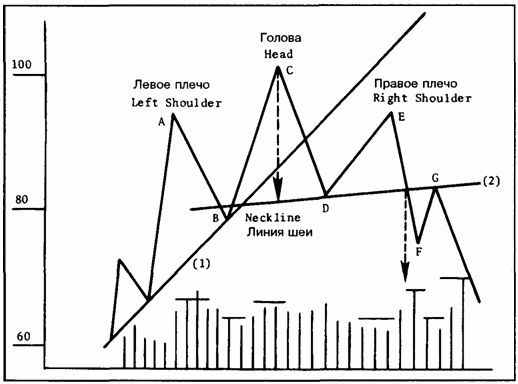 Голова
Head
100
C
Левое плечо
Left Shoulder
Правое плечо
Right Shoulder
A
E
80
B
Neckline
Линия шеи
D
G
(2)
(1)
F
60